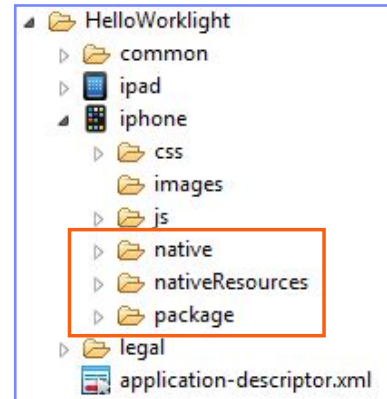 HelloWorklight
common
ipad
iphone
css
images
js
native
nativeResources
package
legal
application-descriptor.xml